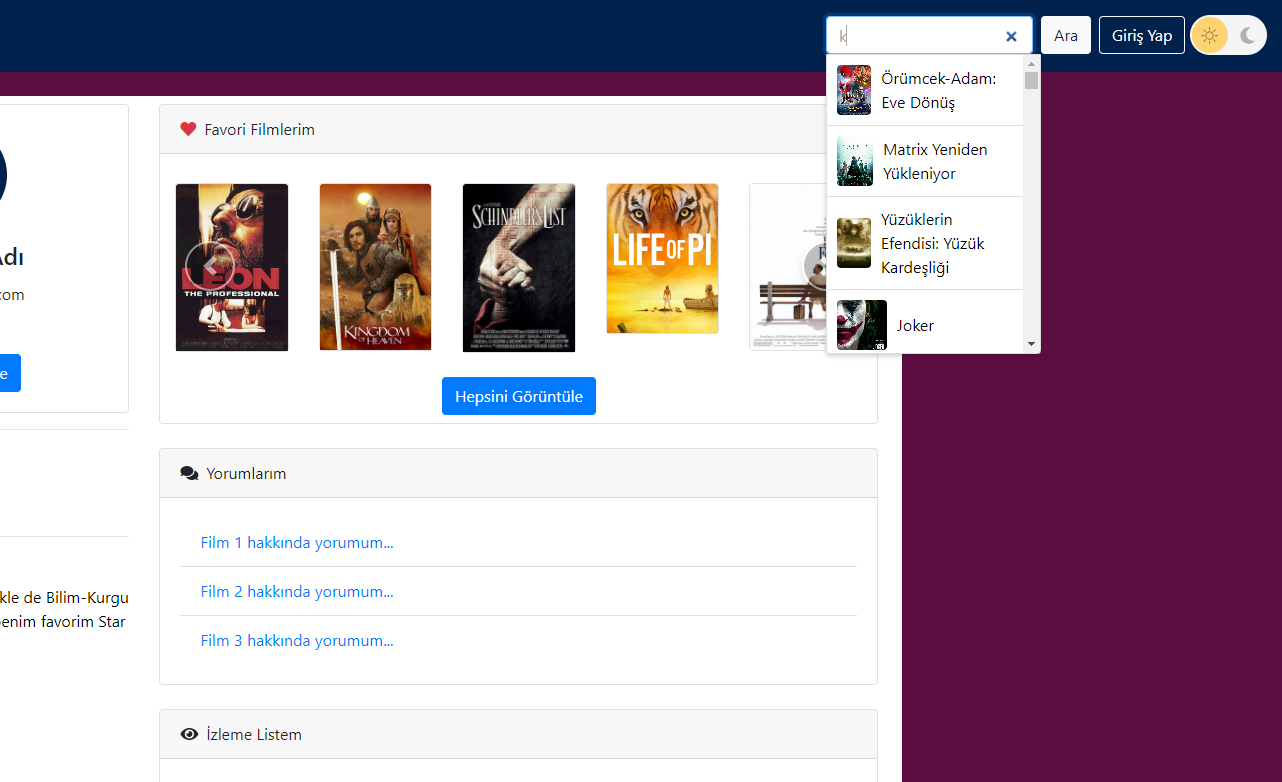 k
Ara
Giriş Yap
Örümcek-Adam:
Eve Dönüş
Matrix Yeniden
Yükleniyor
Yüzüklerin
Efendisi: Yüzük
Kardeşliği
Joker
Adı
com
e
kle de Bilim-Kurgu
benim favorim Star
Favori Filmlerim
LEON
THE PROFESSIONAL
KINGDOM
OF HEAVEN
SCHINDLER'S LIST
LIFE OF PI
Hepsini Görüntüle
Yorumlarım
Film 1 hakkında yorumum...
Film 2 hakkında yorumum...
Film 3 hakkında yorumum...
İzleme Listem